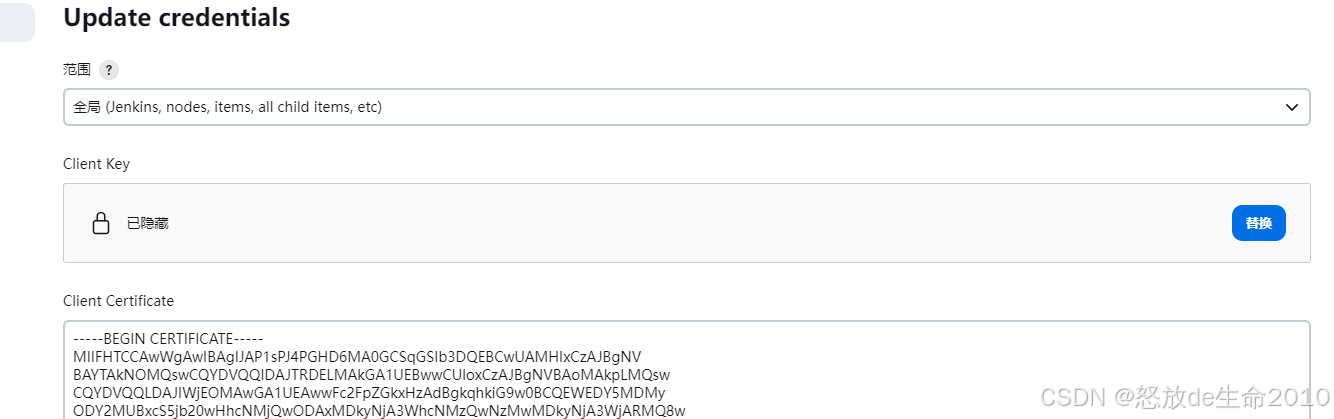 Update credentials
范围 ?
全局 (Jenkins, nodes, items, all child items, etc)
Client Key
已隐藏
替换
Client Certificate
-----BEGIN CERTIFICATE-----
MIIFHTCCAwWgAwIBAgIJAP1sPJ4PGHD6MA0GCSqGSIb3DQEBCwUAMHIxCzAJBgNV
BAYTAkNOMQswCQYDVQQIDAJTRDELMAkGA1UEBwwCUloxCzAJBgNVBAoMAkpLMQsw
CQYDVQQLDAJIWjEOMAwGA1UEAwwFc2FpZGkxHzAdBgkqhkiG9w0BCQEWEDY5MDMy
ODY2MUBxcS5jb20wHhcNMjQwODAxMDkyNjA3WhcNMzQwNzMwMDkyNjA3WjARMQ8w
CSDN @怒放de生命2010